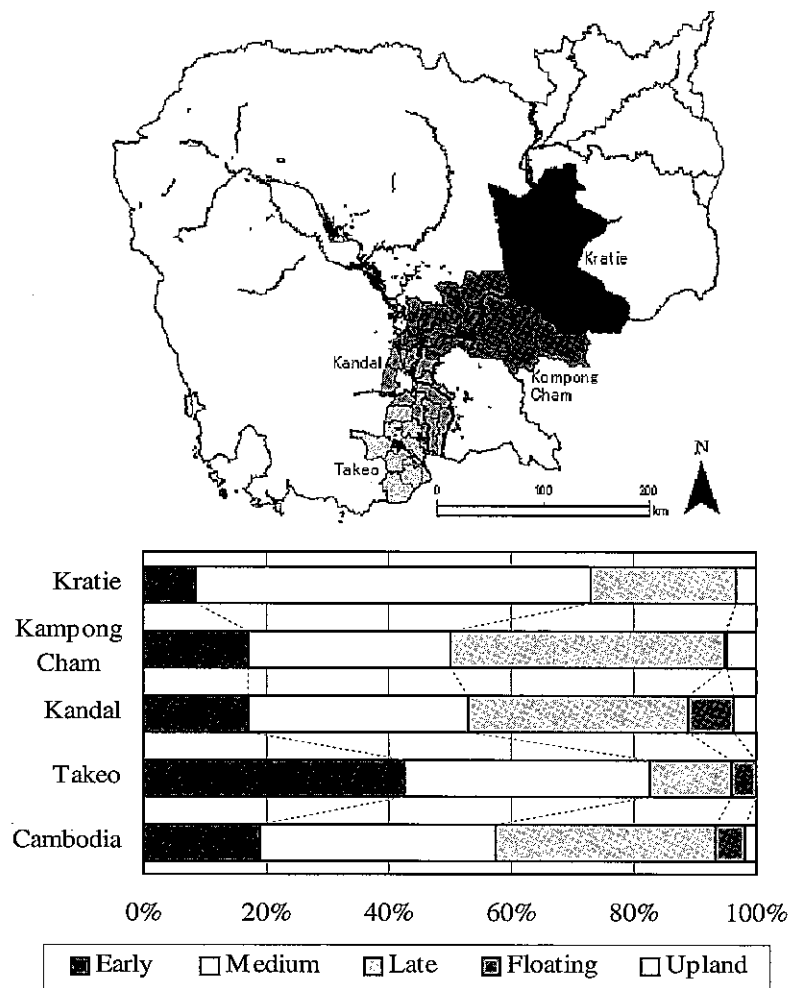 Kratie
Kandal
Kompong
Cham
Takeo
N
0 100 200
km
Kratie
Kampong
Cham
Kandal
Takeo
Cambodia
0% 20% 40% 60% 80% 100%
Early Medium Late Floating Upland